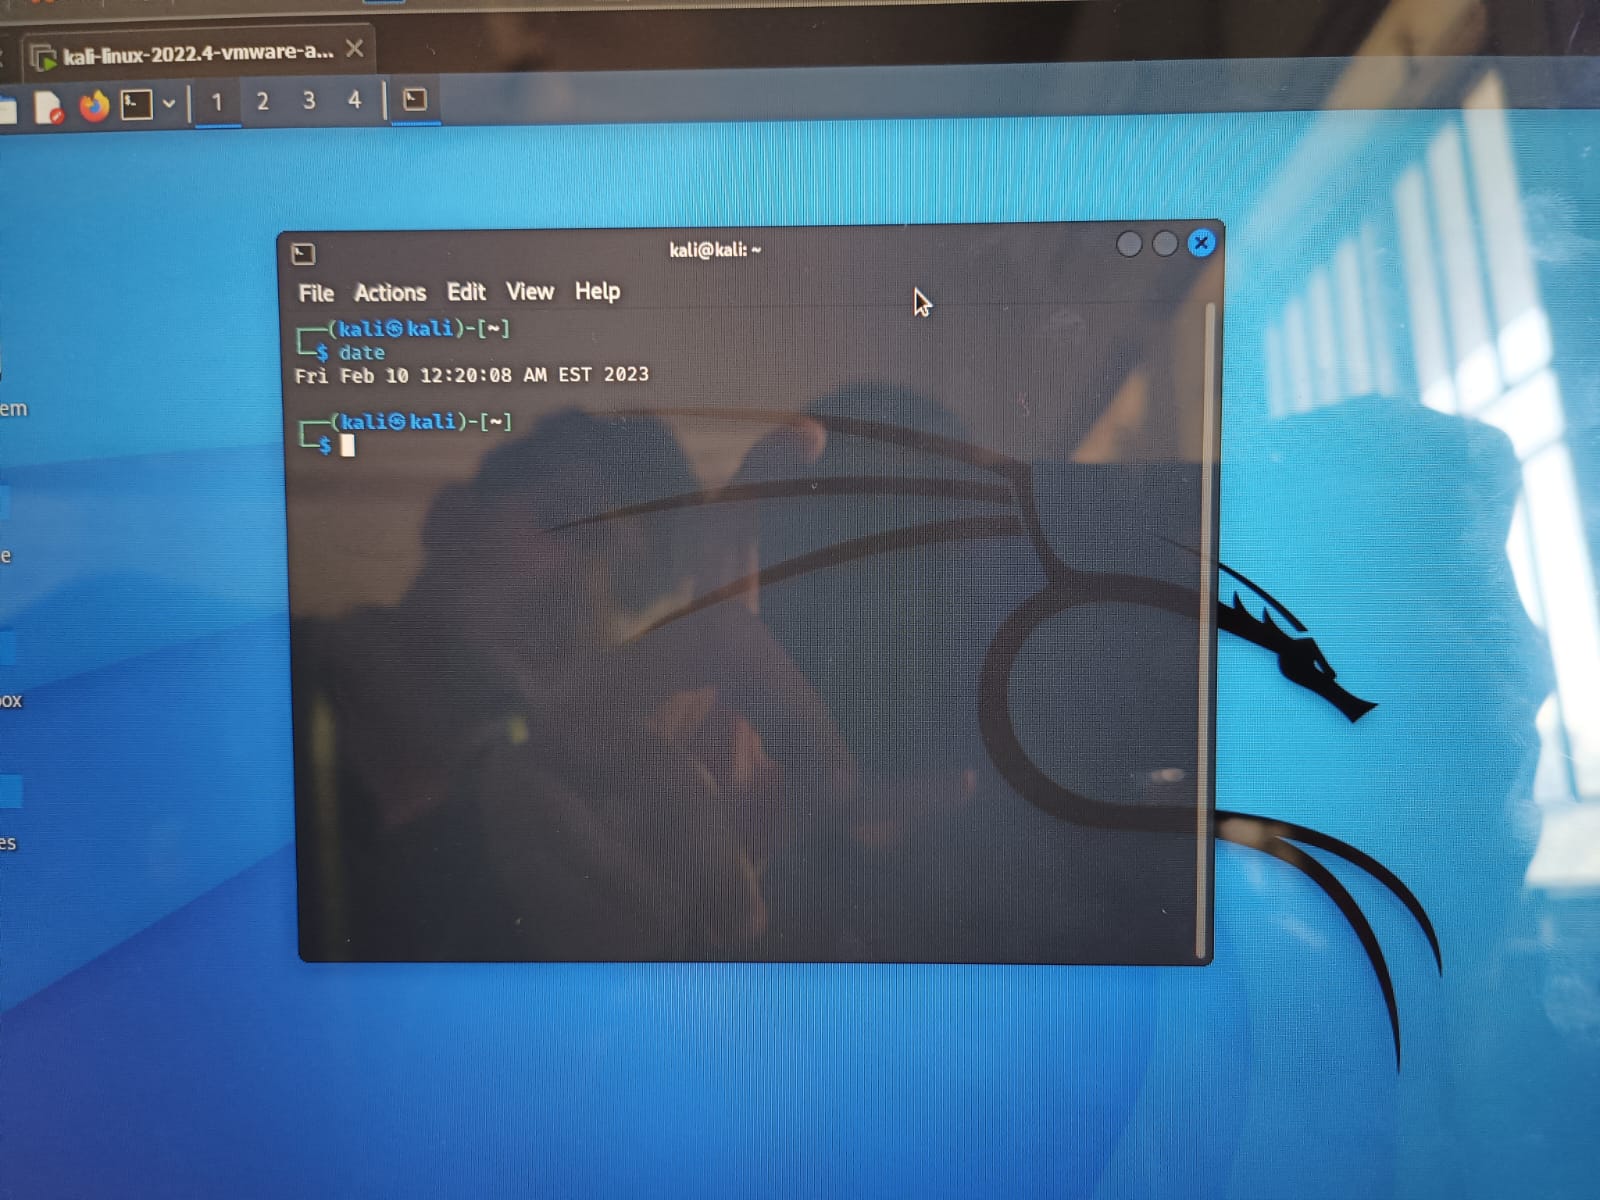 kali-linux-2022.4-vmware-a...
1 2 3 4
kali@kali: ~
File Actions Edit View Help
┌──(kali㉿kali)-[~]
└─$ date
Fri Feb 10 12:20:08 AM EST 2023
┌──(kali㉿kali)-[~]
└─$
em
e
ox
es